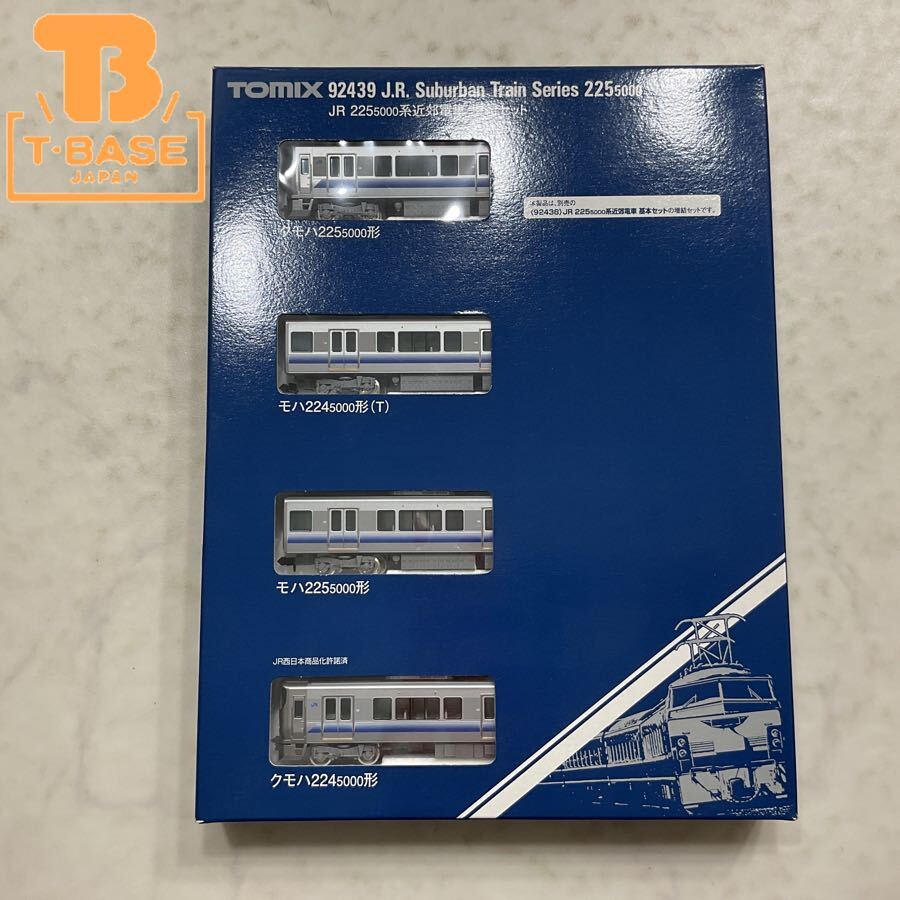 T·BASE
JAPAN
TOMIX 92439 J.R. Suburban Train Series 2255000
JR 2255000系近郊電車 セット
クモハ2255000形
本製品は、別売の
〈92438〉JR 2255000系近郊電車 基本セットの増結セットです。
モハ2245000形(T)
モハ2255000形
JR西日本商品化許諾済
JR
クモハ2245000形